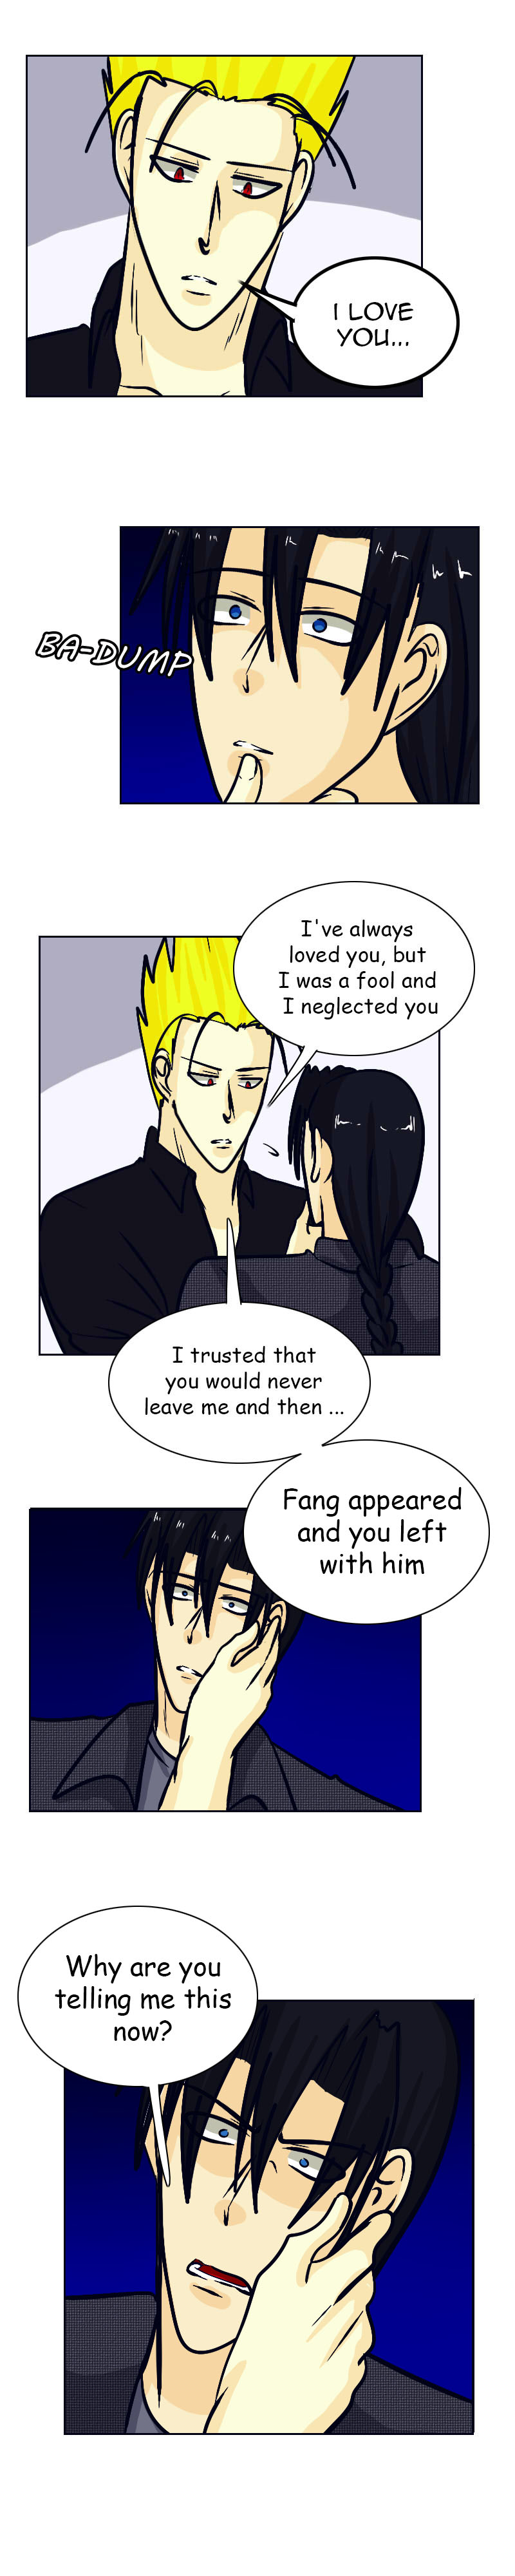 I LOVE
YOU...
BA-DUMP
I've always
loved you, but
I was a fool and
I neglected you
I trusted that
you would never
leave me and then ...
Fang appeared
and you left
with him
Why are you
telling me this
now?